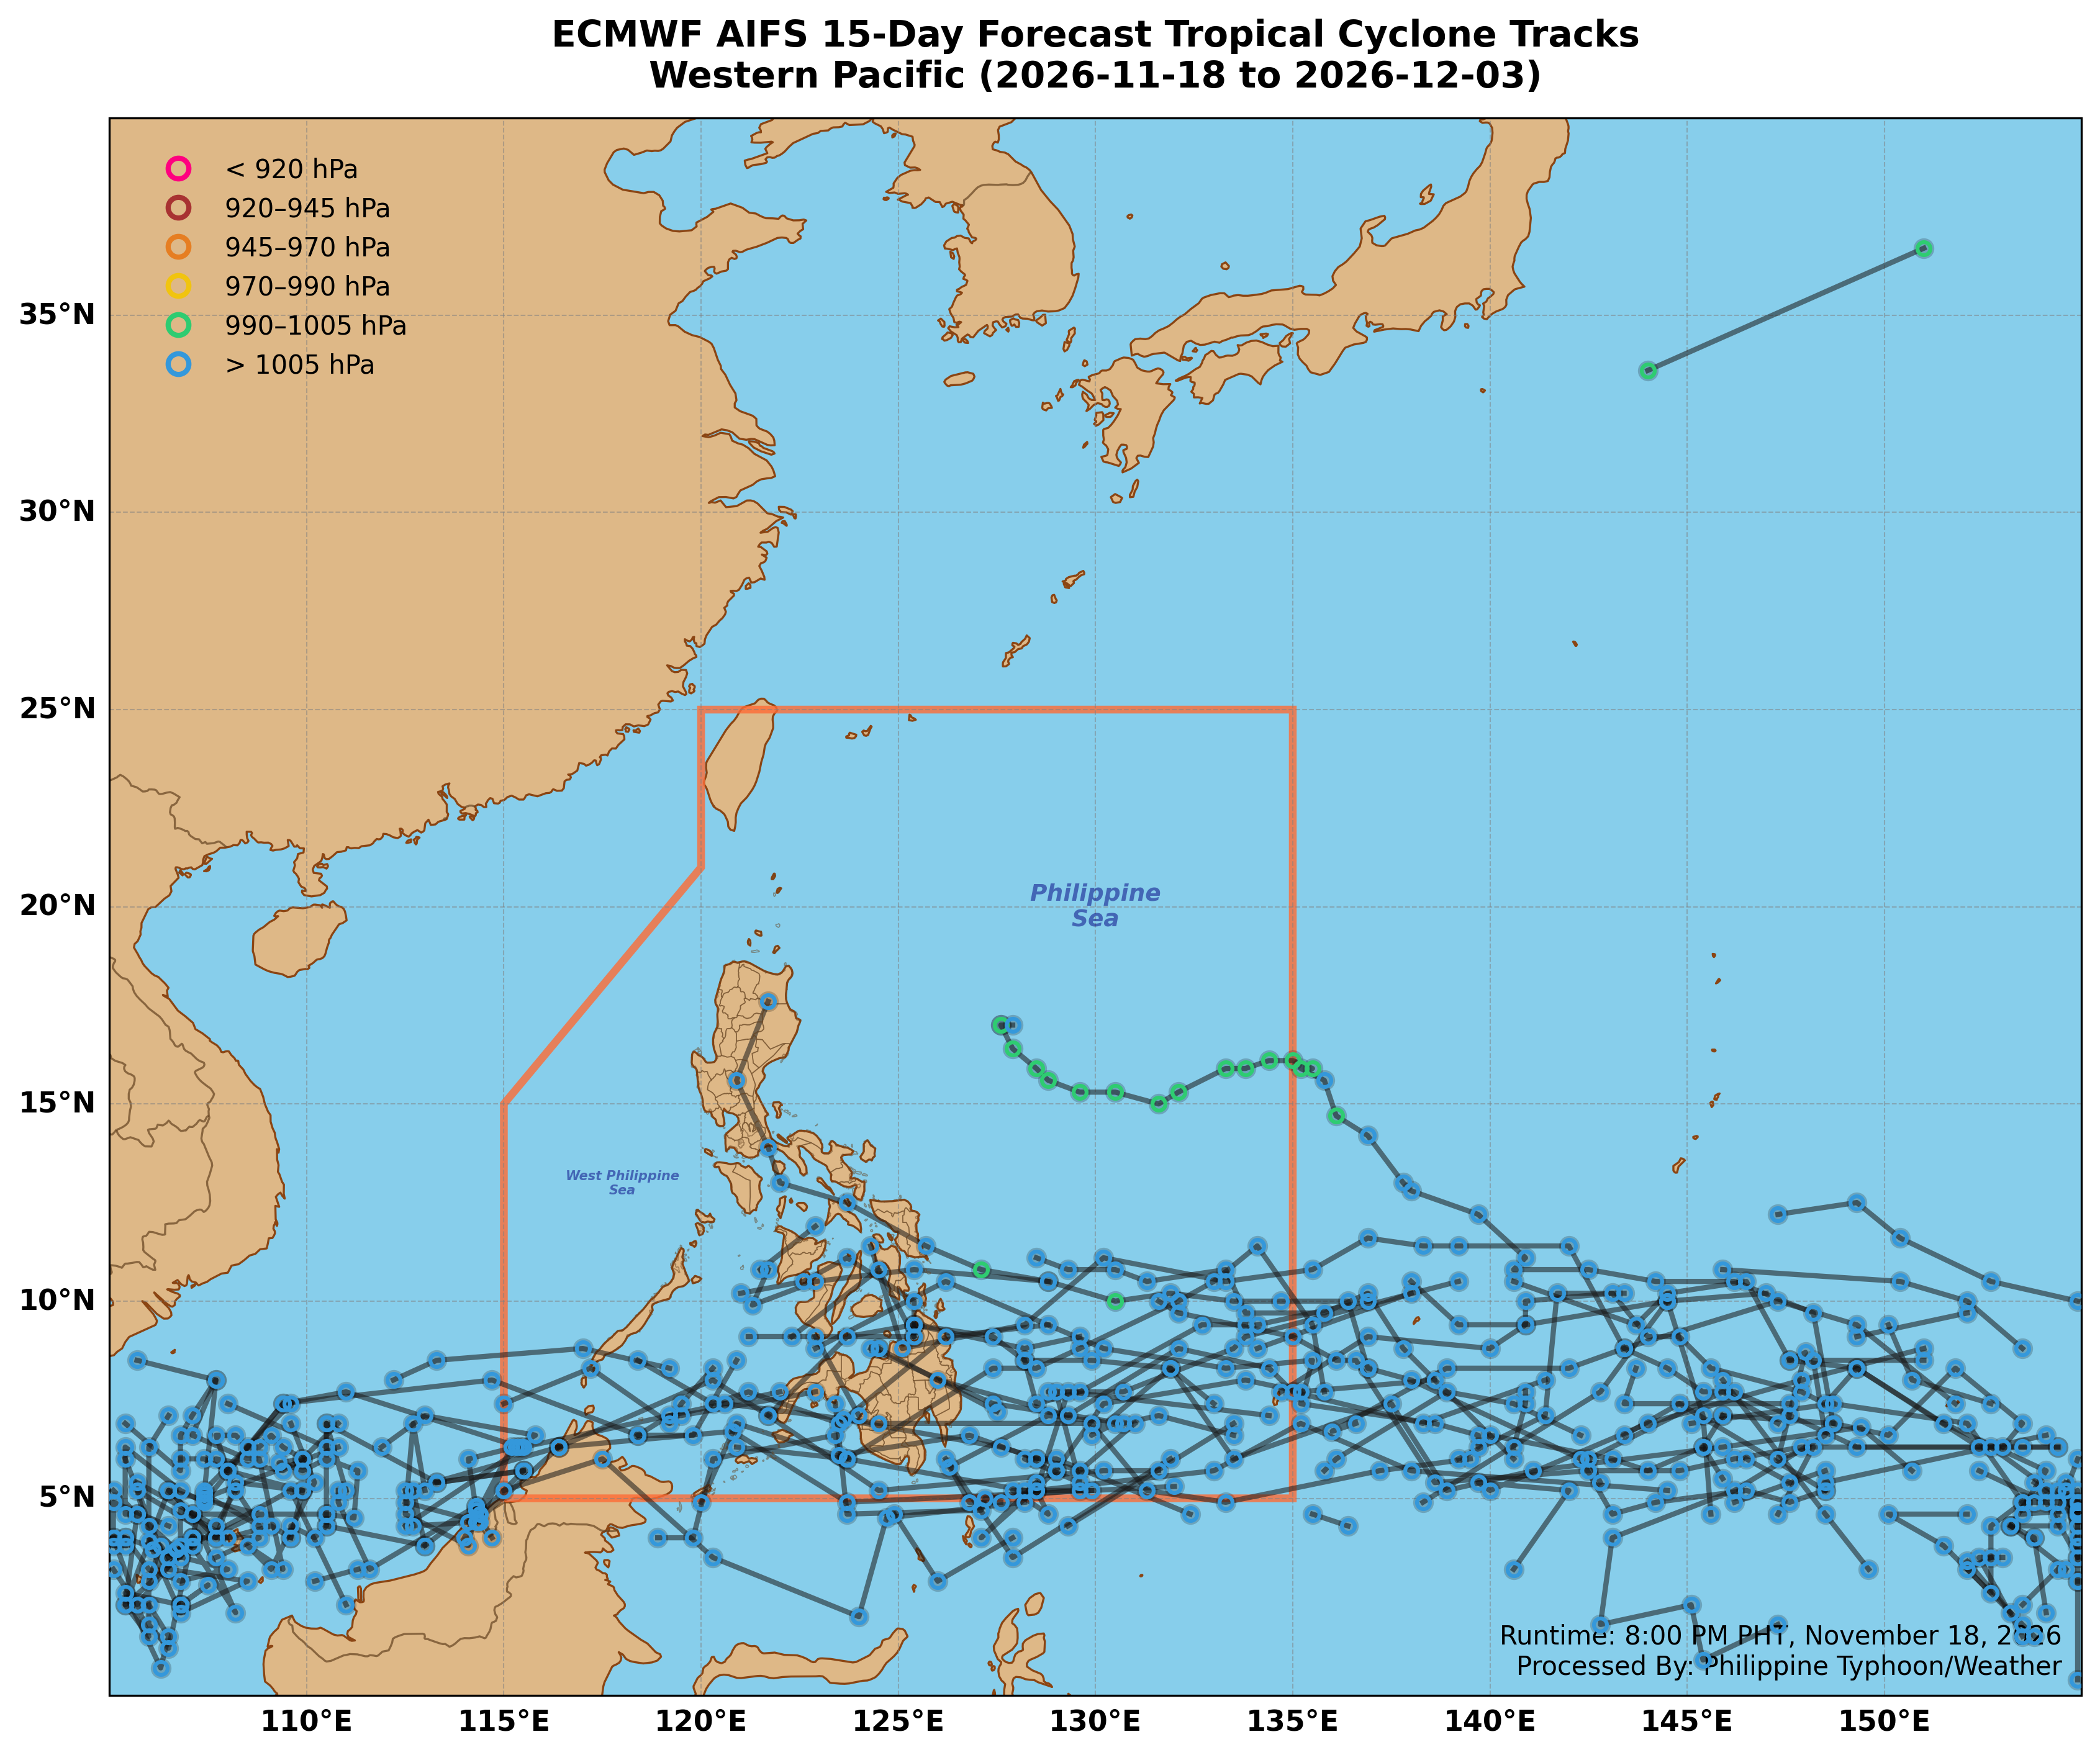 ECMWF AIFS 15-Day Forecast Tropical Cyclone Tracks
Western Pacific (2026-11-18 to 2026-12-03)
< 920 hPa
920–945 hPa
945–970 hPa
970–990 hPa
990–1005 hPa
> 1005 hPa
35°N
30°N
25°N
20°N
15°N
10°N
5°N
Philippine
Sea
West Philippine
Sea
Runtime: 8:00 PM PHT, November 18, 2026
Processed By: Philippine Typhoon/Weather
110°E
115°E
120°E
125°E
130°E
135°E
140°E
145°E
150°E